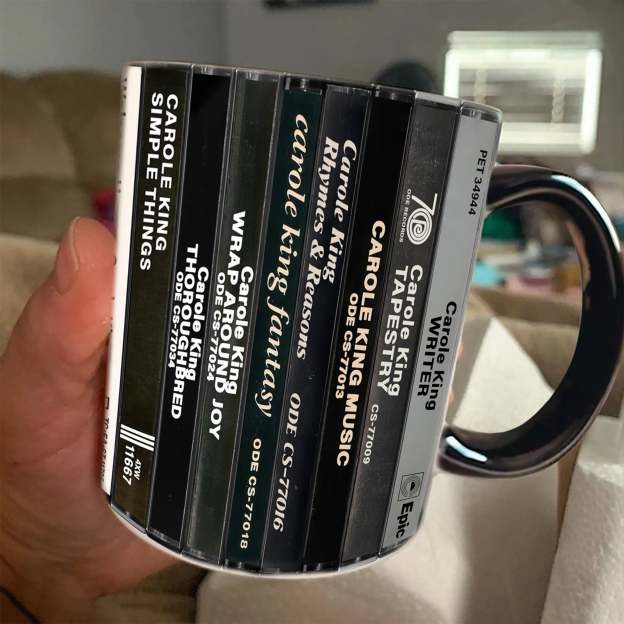 CAROLE KING
SIMPLE THINGS
4XW
11667
Carole King
THOROUGHBRED
ODE CS-77034
Carole King
WRAP AROUND JOY
ODE CS-77024
carole king fantasy
ODE CS-77018
Carole King
Rhymes & Reasons
ODE CS-77016
CAROLE KING MUSIC
ODE CS-77013
70
ODE RECORDS
Carole King
TAPESTRY
CS-77009
PET 34944
Carole King
WRITER
Epic